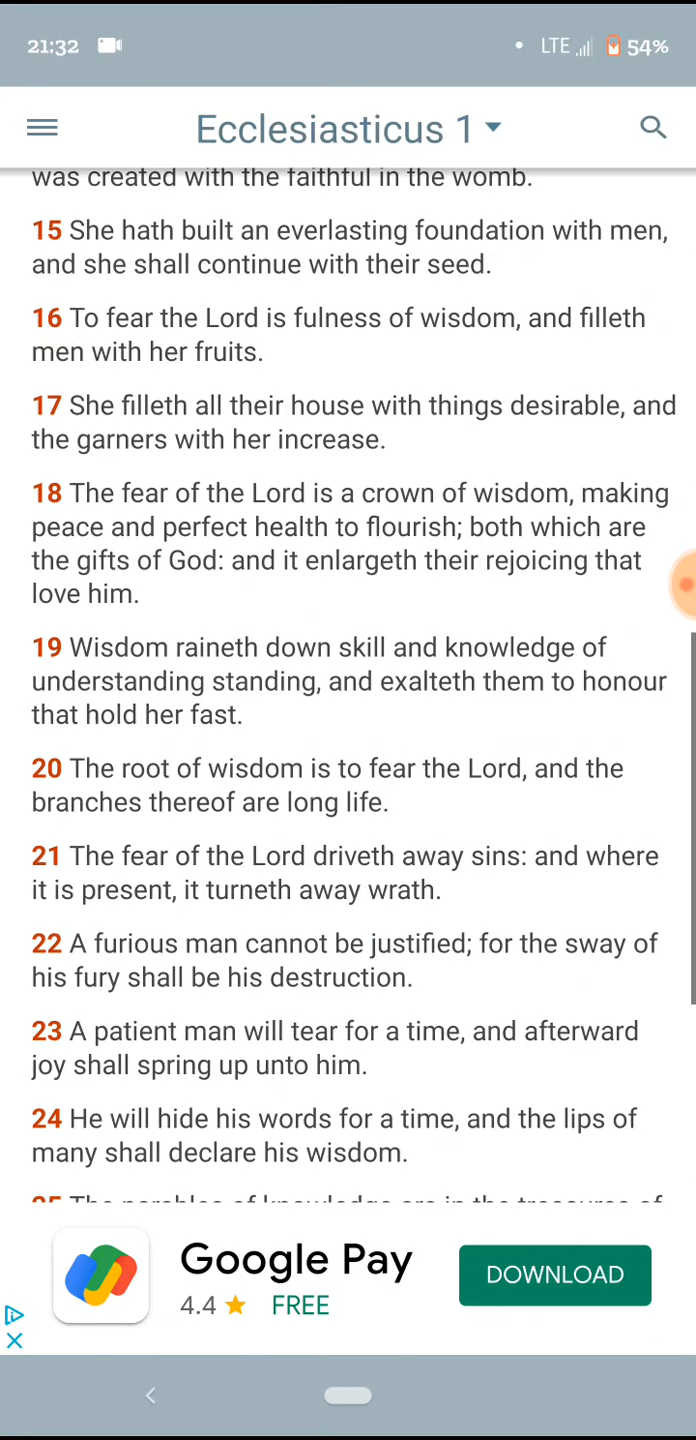 21:32
LTE 54%
Ecclesiasticus 1
was created with the faithful in the womb.
15 She hath built an everlasting foundation with men,
and she shall continue with their seed.
16 To fear the Lord is fulness of wisdom, and filleth
men with her fruits.
17 She filleth all their house with things desirable, and
the garners with her increase.
18 The fear of the Lord is a crown of wisdom, making
peace and perfect health to flourish; both which are
the gifts of God: and it enlargeth their rejoicing that
love him.
19 Wisdom raineth down skill and knowledge of
understanding standing, and exalteth them to honour
that hold her fast.
20 The root of wisdom is to fear the Lord, and the
branches thereof are long life.
21 The fear of the Lord driveth away sins: and where
it is present, it turneth away wrath.
22 A furious man cannot be justified; for the sway of
his fury shall be his destruction.
23 A patient man will tear for a time, and afterward
joy shall spring up unto him.
24 He will hide his words for a time, and the lips of
many shall declare his wisdom.
25 The parables of knowledge are in the treasures of
Google Pay
4.4 ★ FREE
DOWNLOAD